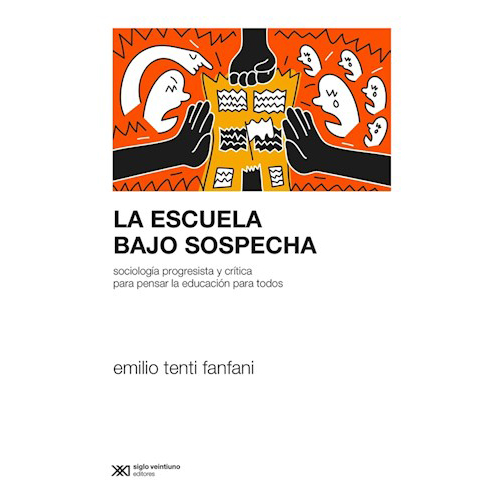 LA ESCUELA
BAJO SOSPECHA
sociología progresista y crítica
para pensar la educación para todos
emilio tenti fanfani
siglo veintiuno
editores